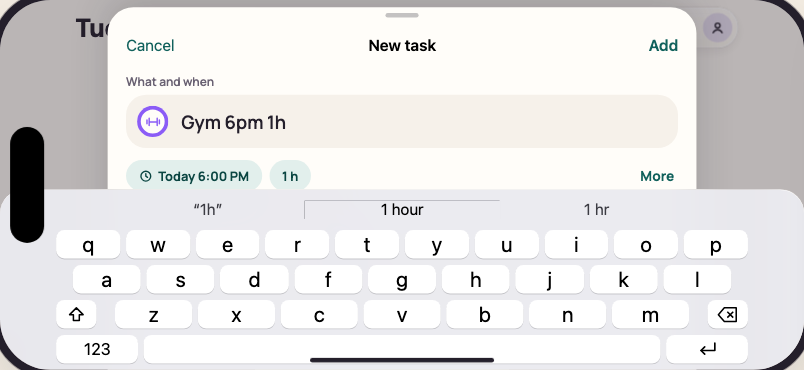 Tue
Cancel New task Add
What and when
Gym 6pm 1h
Today 6:00 PM 1 h More
“1h” 1 hour 1 hr
q w e r t y u i o p
a s d f g h j k l
z x c v b n m
123